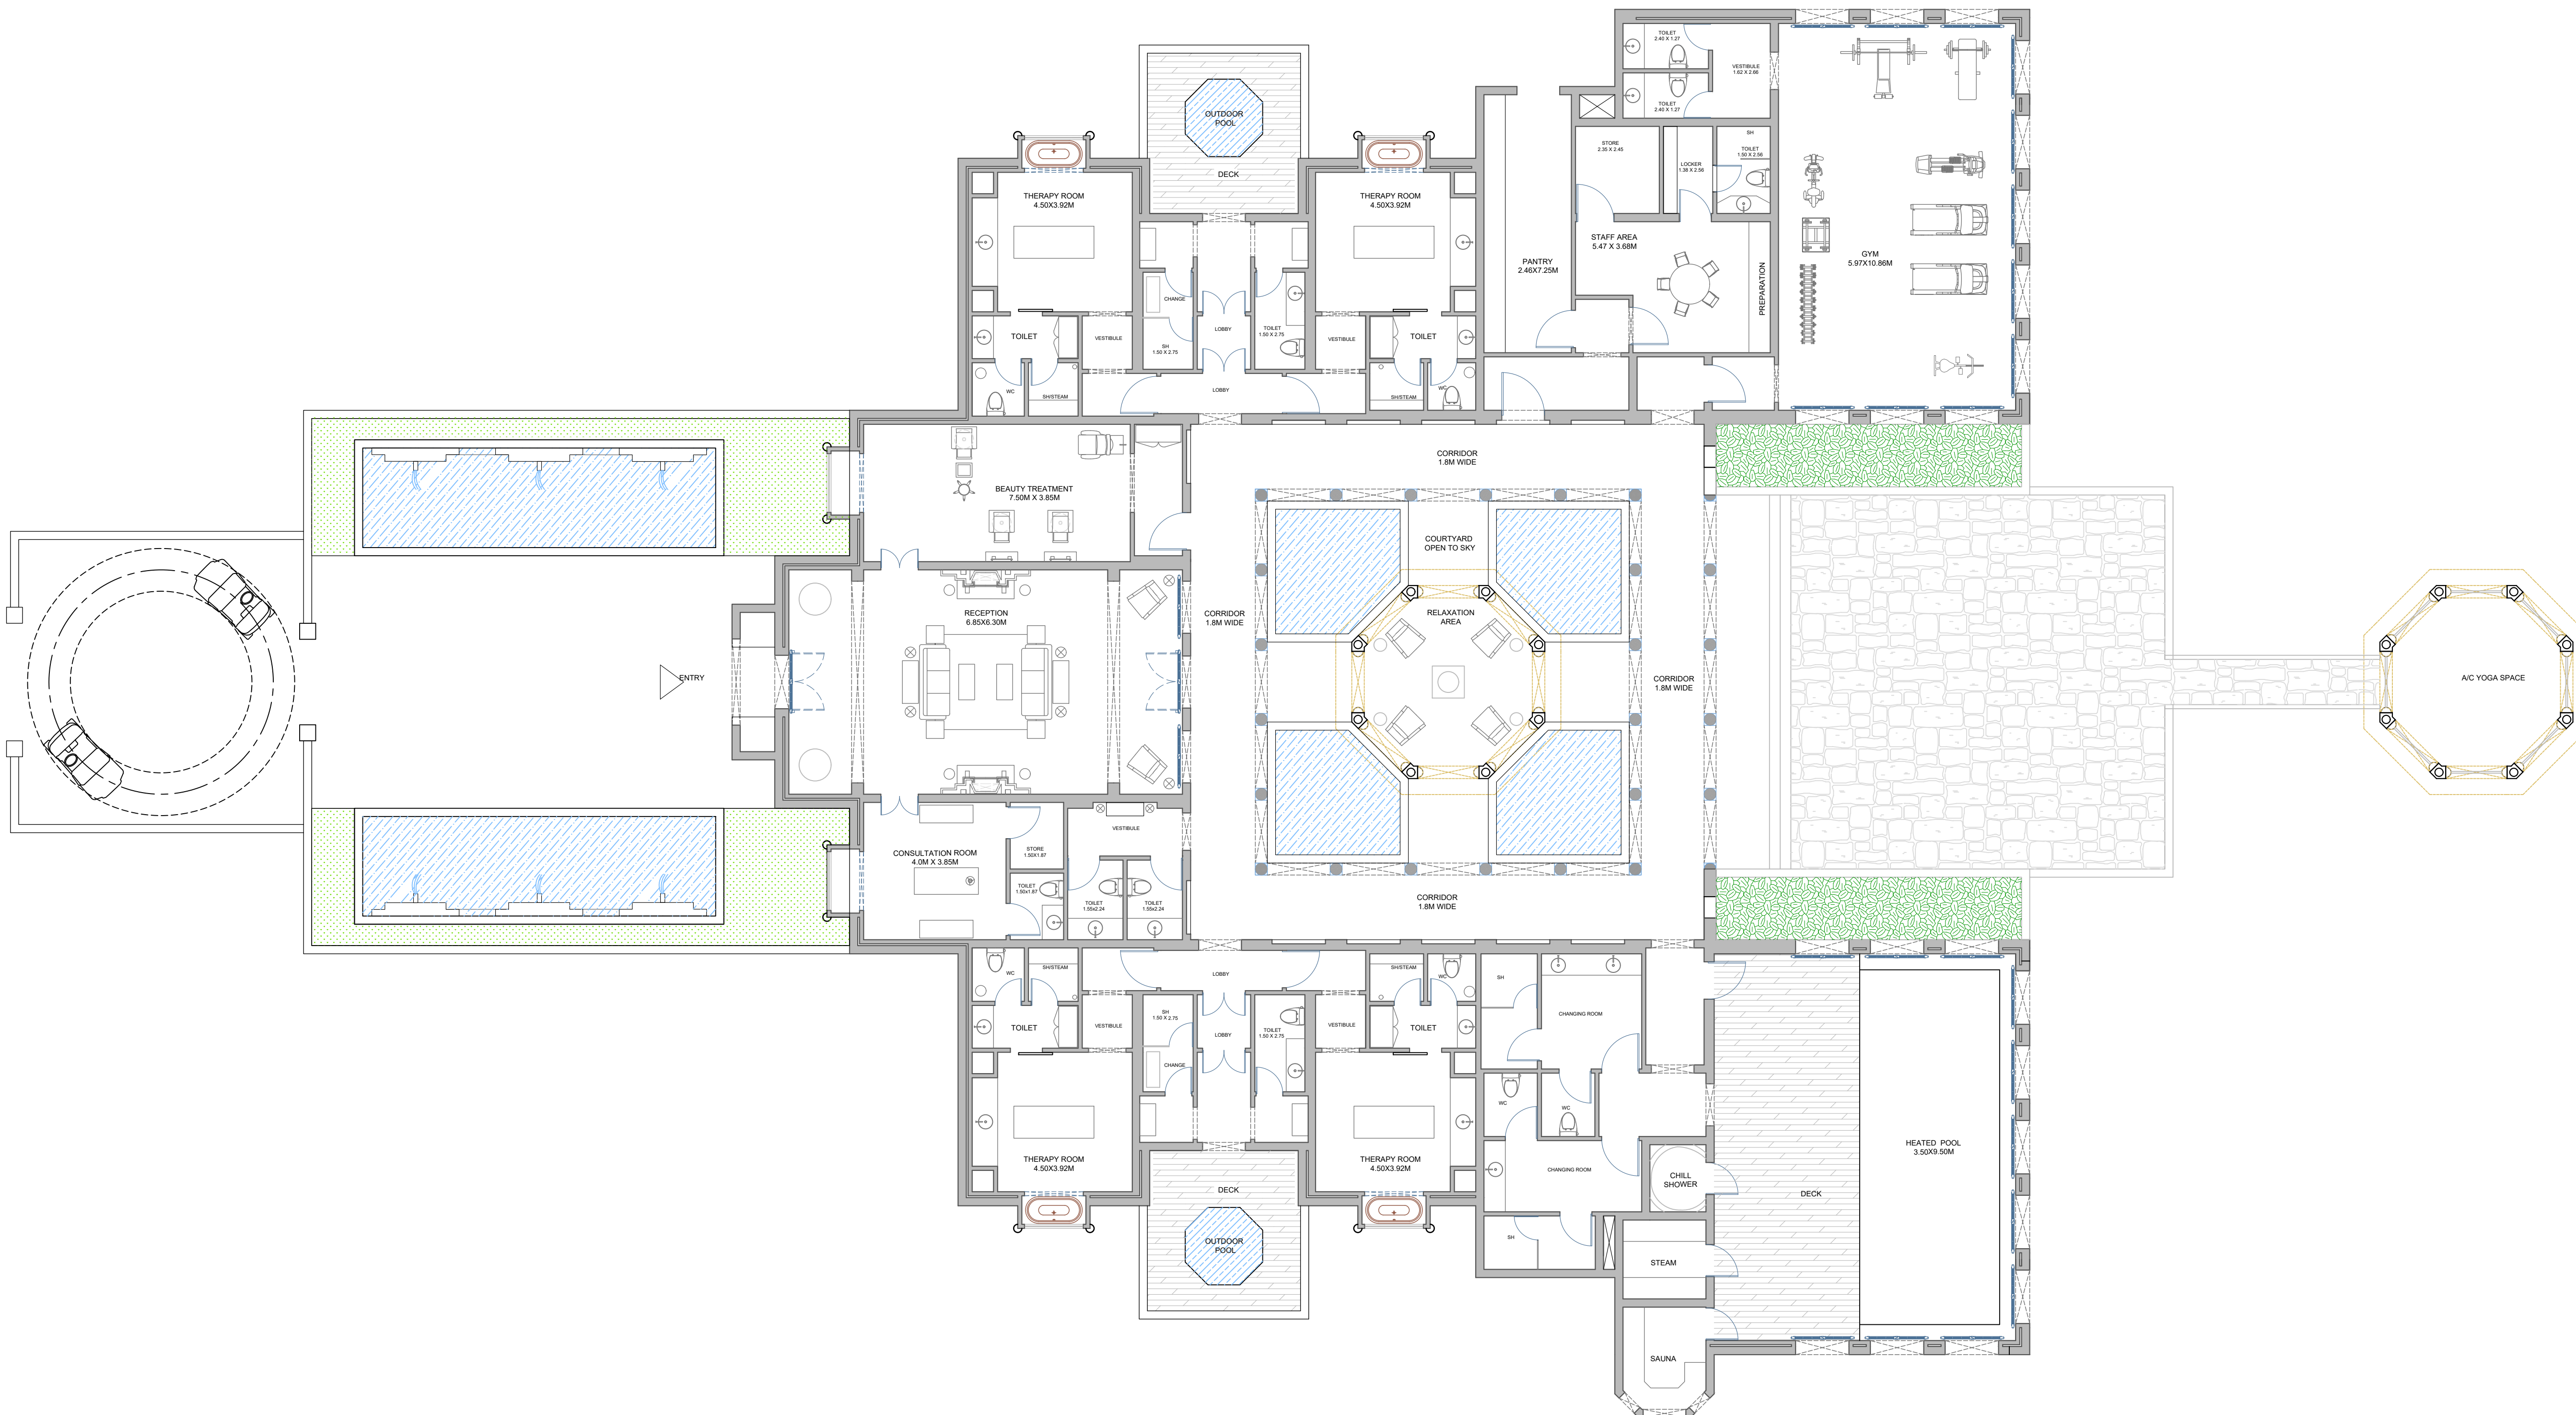 TOILET
2.40 X 1.27
VESTIBULE
1.62 X 2.66
TOILET
2.40 X 1.27
OUTDOOR
POOL
DECK
THERAPY ROOM
4.50X3.92M
THERAPY ROOM
4.50X3.92M
STORE
2.35 X 2.45
LOCKER
1.38 X 2.56
SH
TOILET
1.50 X 2.56
STAFF AREA
5.47 X 3.68M
PANTRY
2.46X7.25M
PREPARATION
GYM
5.97X10.86M
CHANGE
SH
1.50 X 2.75
LOBBY
TOILET
1.50 X 2.75
TOILET
VESTIBULE
VESTIBULE
TOILET
WC
SH/STEAM
LOBBY
SH/STEAM
WC
BEAUTY TREATMENT
7.50M X 3.85M
CORRIDOR
1.8M WIDE
COURTYARD
OPEN TO SKY
RECEPTION
6.85X6.30M
CORRIDOR
1.8M WIDE
RELAXATION
AREA
ENTRY
CORRIDOR
1.8M WIDE
A/C YOGA SPACE
CONSULTATION ROOM
4.0M X 3.85M
STORE
1.50X1.87
VESTIBULE
TOILET
1.50x1.87
TOILET
1.55x2.24
TOILET
1.55x2.24
CORRIDOR
1.8M WIDE
WC
SH/STEAM
LOBBY
SH/STEAM
WC
SH
CHANGING ROOM
TOILET
VESTIBULE
SH
1.50 X 2.75
LOBBY
TOILET
1.50 X 2.75
VESTIBULE
TOILET
CHANGE
WC
WC
THERAPY ROOM
4.50X3.92M
THERAPY ROOM
4.50X3.92M
CHANGING ROOM
CHILL
SHOWER
HEATED POOL
3.50X9.50M
DECK
DECK
OUTDOOR
POOL
SH
STEAM
SAUNA